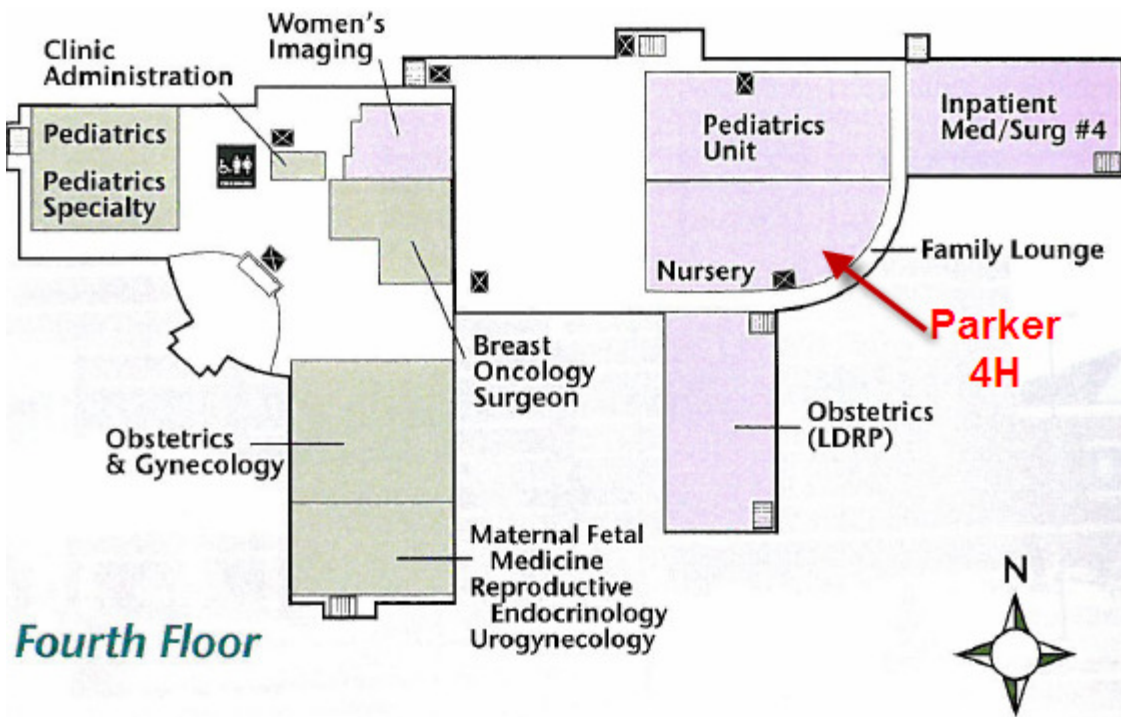 Women's
Imaging
Clinic
Administration
Pediatrics
Pediatrics
Specialty
Pediatrics
Unit
Inpatient
Med/Surg #4
Nursery
Family Lounge
Parker
4H
Breast
Oncology
Surgeon
Obstetrics
(LDRP)
Obstetrics
& Gynecology
Maternal Fetal
Medicine
Reproductive
Endocrinology
Urogynecology
Fourth Floor
N